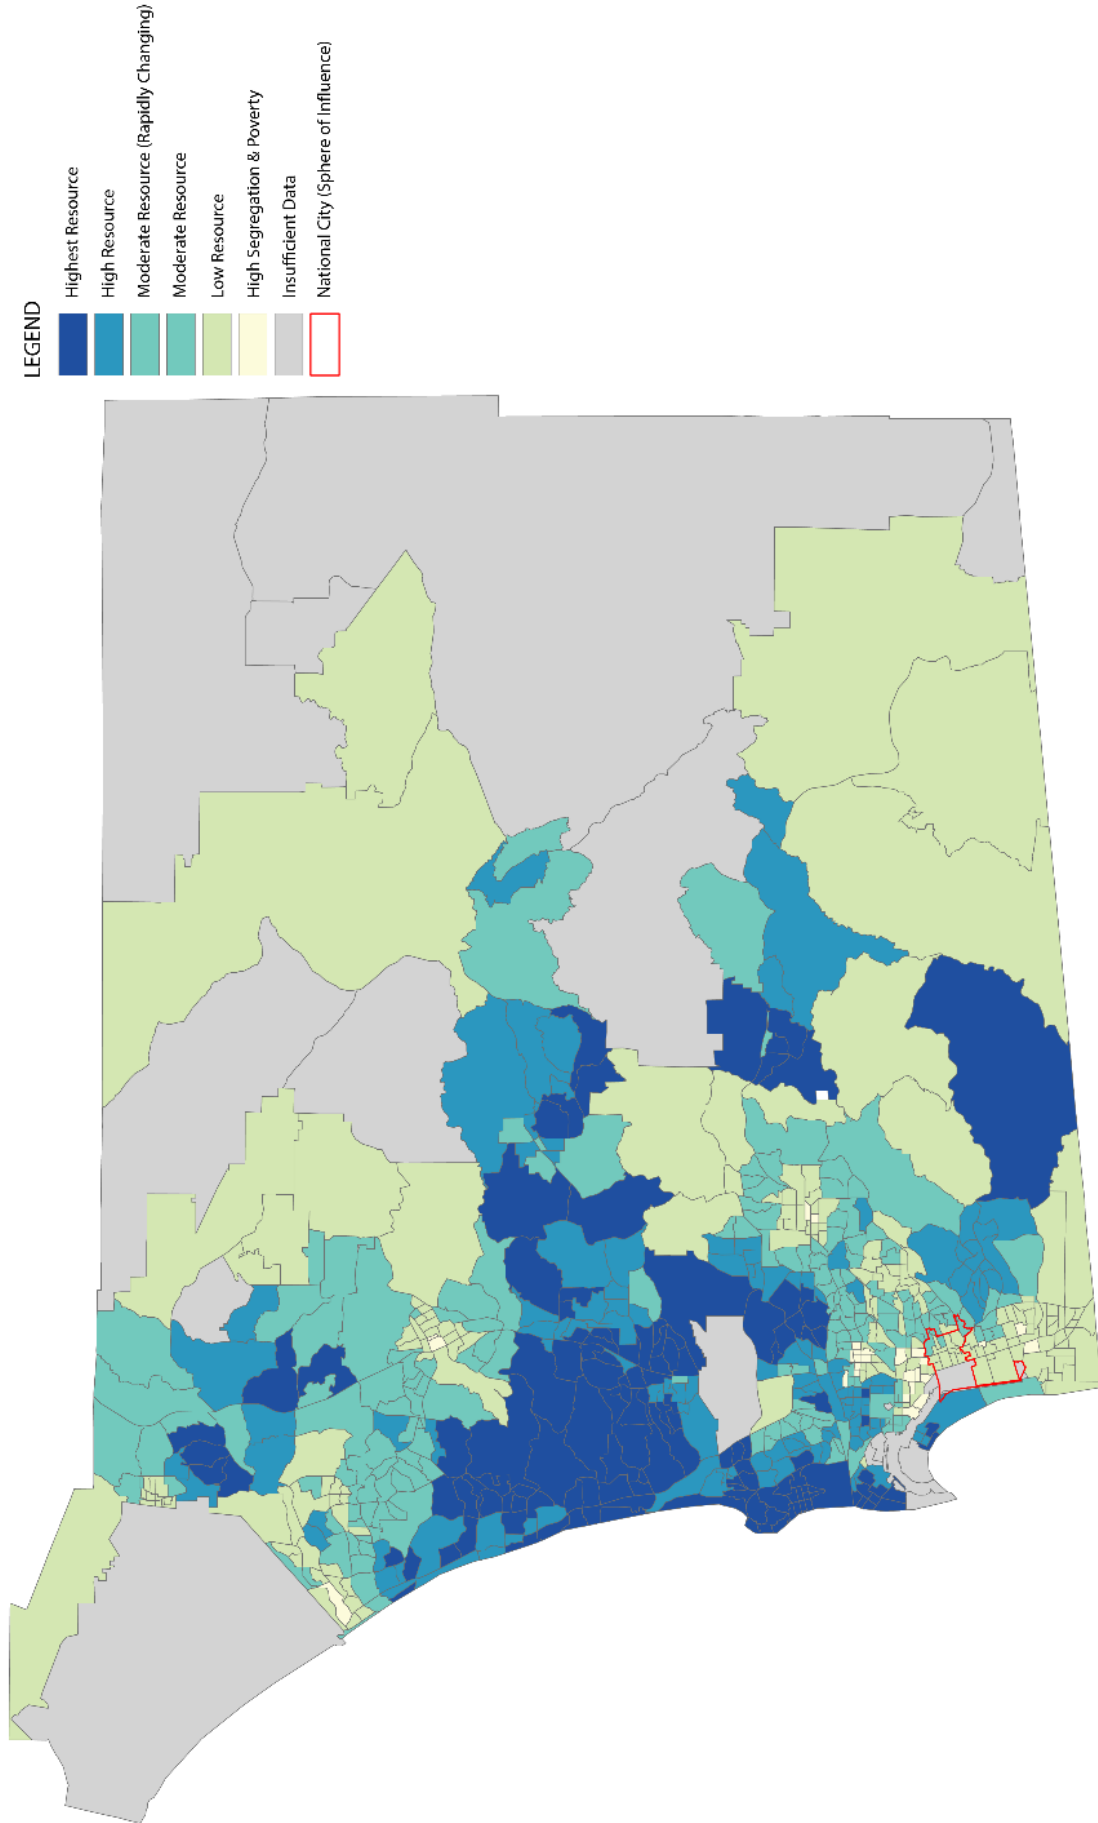 LEGEND
Highest Resource
High Resource
Moderate Resource (Rapidly Changing)
Moderate Resource
Low Resource
High Segregation & Poverty
Insufficient Data
National City (Sphere of Influence)